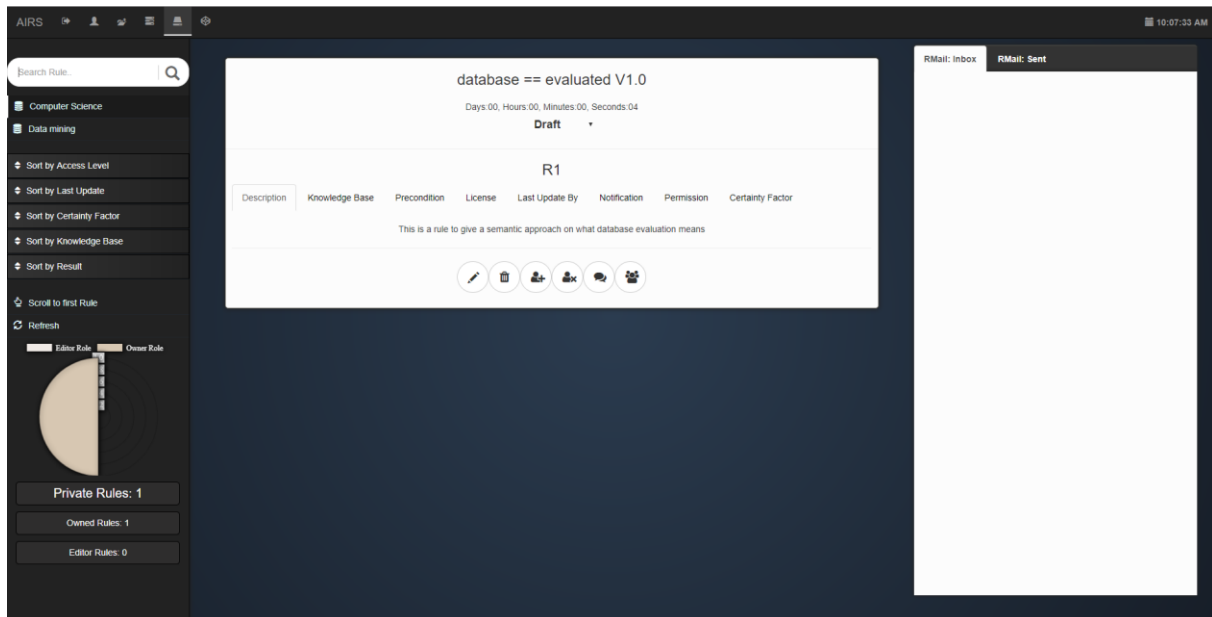 AIRS
10:07:33 AM
Search Rule..
Computer Science
Data mining
Sort by Access Level
Sort by Last Update
Sort by Certainty Factor
Sort by Knowledge Base
Sort by Result
Scroll to first Rule
Refresh
Editor Role Owner Role
Private Rules: 1
Owned Rules: 1
Editor Rules: 0
database == evaluated V1.0
Days:00, Hours:00, Minutes:00, Seconds:04
Draft
R1
Description Knowledge Base Precondition License Last Update By Notification Permission Certainty Factor
This is a rule to give a semantic approach on what database evaluation means
RMail: Inbox RMail: Sent